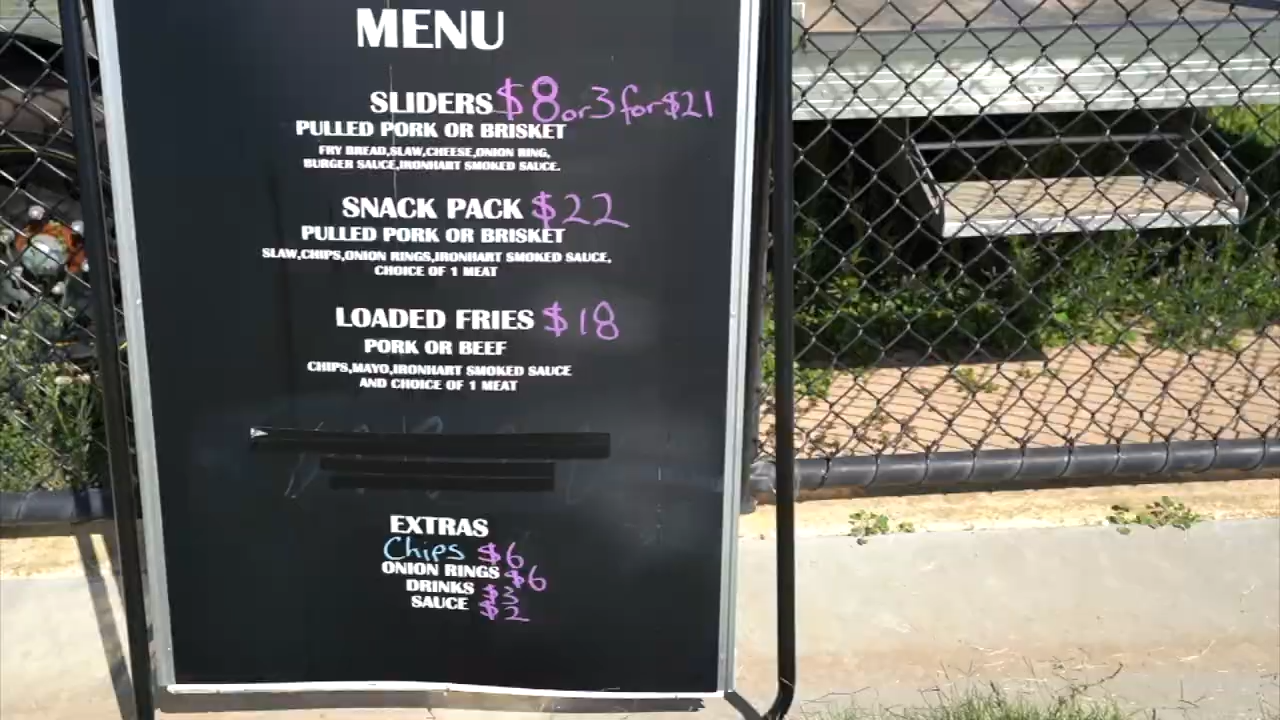 MENU
SLIDERS $8 or 3 for $21
PULLED PORK OR BRISKET
FRY BREAD,SLAW,CHEESE,ONION RING,
BURGER SAUCE,IRONHART SMOKED SAUCE.
SNACK PACK $22
PULLED PORK OR BRISKET
SLAW,CHIPS,ONION RINGS,IRONHART SMOKED SAUCE,
CHOICE OF 1 MEAT
LOADED FRIES $18
PORK OR BEEF
CHIPS,MAYO,IRONHART SMOKED SAUCE
AND CHOICE OF 1 MEAT
EXTRAS
Chips $6
ONION RINGS $6
DRINKS $3
SAUCE $2